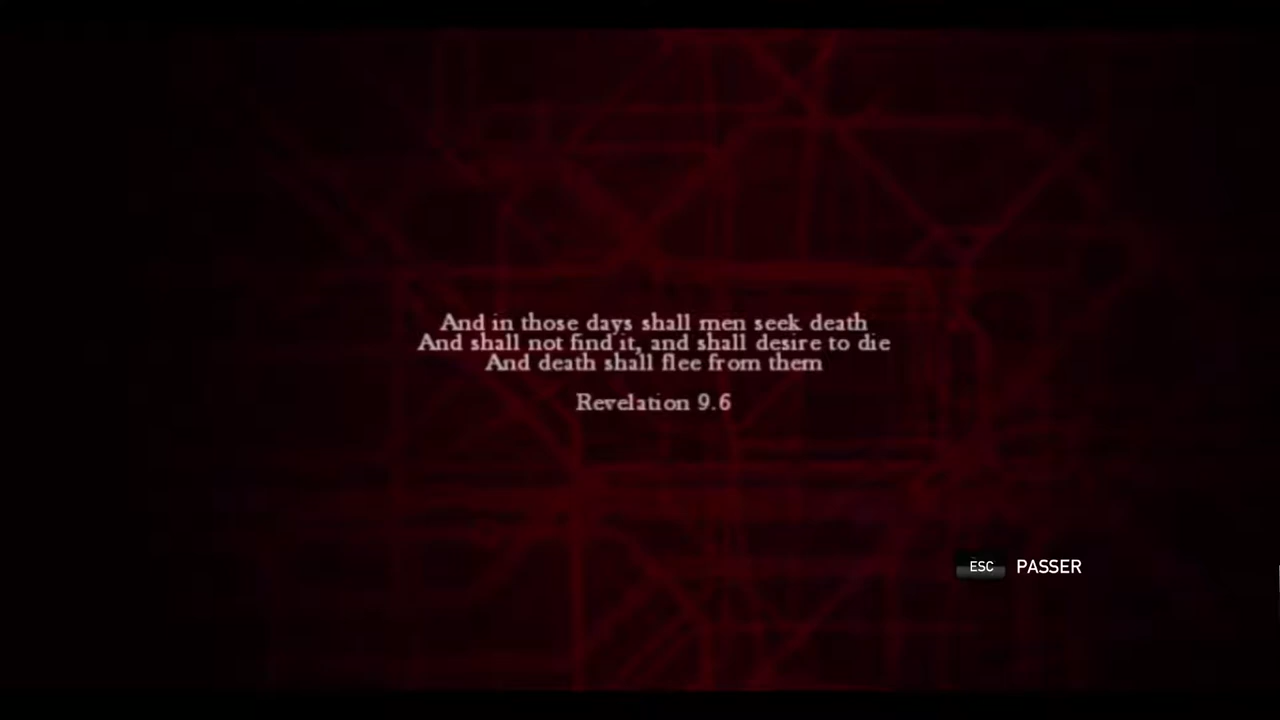 And in those days shall men seek death
And shall not find it, and shall desire to die
And death shall flee from them
Revelation 9.6
ESC PASSER